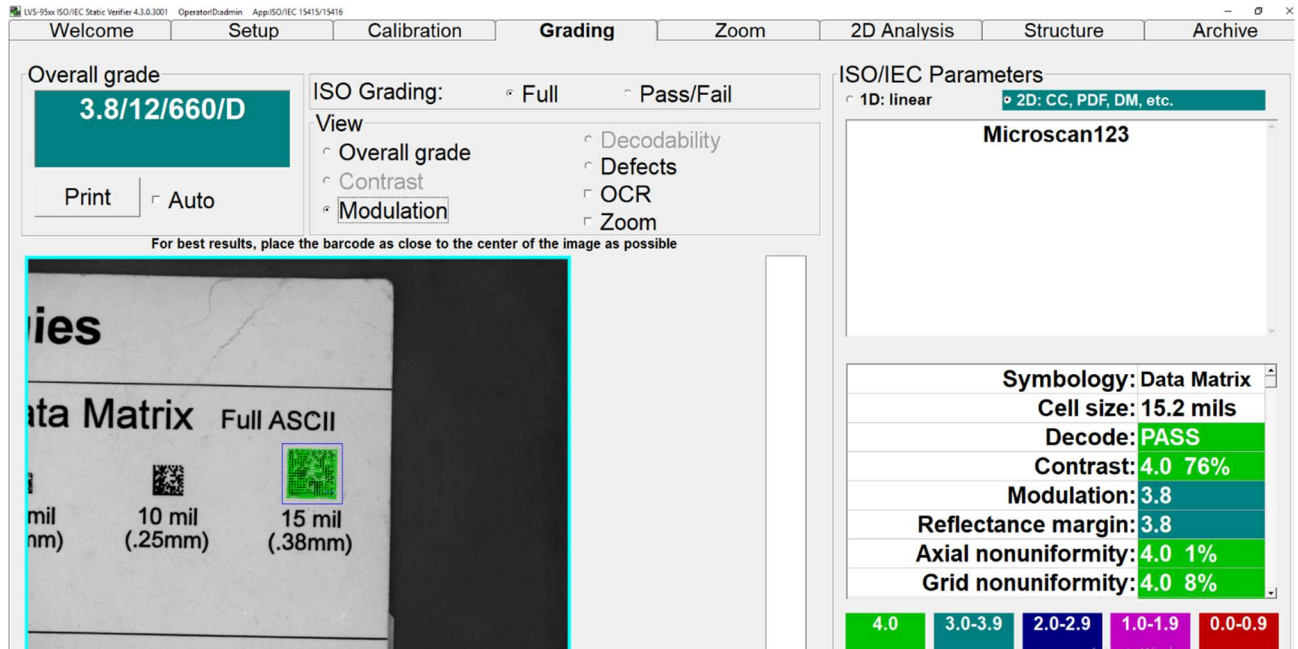 LVS-95xx ISO/IEC Static Verifier 4.3.0.3001 OperatorID:admin App:ISO/IEC 15415/15416
Welcome Setup Calibration Grading Zoom 2D Analysis Structure Archive
Overall grade
3.8/12/660/D
Print Auto
ISO Grading: Full Pass/Fail
View
Overall grade
Contrast
Modulation
Decodability
Defects
OCR
Zoom
For best results, place the barcode as close to the center of the image as possible
ies
ata Matrix Full ASCII
mil 10 mil 15 mil
nm) (.25mm) (.38mm)
ISO/IEC Parameters
1D: linear 2D: CC, PDF, DM, etc.
Microscan123
Symbology: Data Matrix
Cell size: 15.2 mils
Decode: PASS
Contrast: 4.0 76%
Modulation: 3.8
Reflectance margin: 3.8
Axial nonuniformity: 4.0 1%
Grid nonuniformity: 4.0 8%
4.0 3.0-3.9 2.0-2.9 1.0-1.9 0.0-0.9